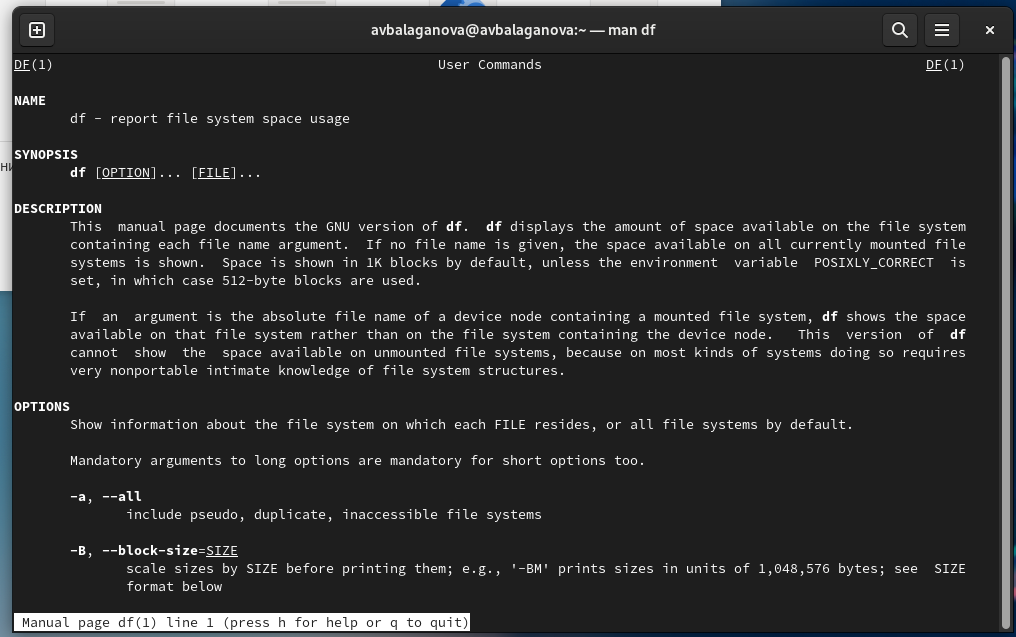 avbalaganova@avbalaganova:~ — man df
DF(1) User Commands DF(1)
NAME
df - report file system space usage
SYNOPSIS
df [OPTION]... [FILE]...
DESCRIPTION
This manual page documents the GNU version of df. df displays the amount of space available on the file system
containing each file name argument. If no file name is given, the space available on all currently mounted file
systems is shown. Space is shown in 1K blocks by default, unless the environment variable POSIXLY_CORRECT is
set, in which case 512-byte blocks are used.
If an argument is the absolute file name of a device node containing a mounted file system, df shows the space
available on that file system rather than on the file system containing the device node. This version of df
cannot show the space available on unmounted file systems, because on most kinds of systems doing so requires
very nonportable intimate knowledge of file system structures.
OPTIONS
Show information about the file system on which each FILE resides, or all file systems by default.
Mandatory arguments to long options are mandatory for short options too.
-a, --all
include pseudo, duplicate, inaccessible file systems
-B, --block-size=SIZE
scale sizes by SIZE before printing them; e.g., '-BM' prints sizes in units of 1,048,576 bytes; see SIZE
format below
Manual page df(1) line 1 (press h for help or q to quit)